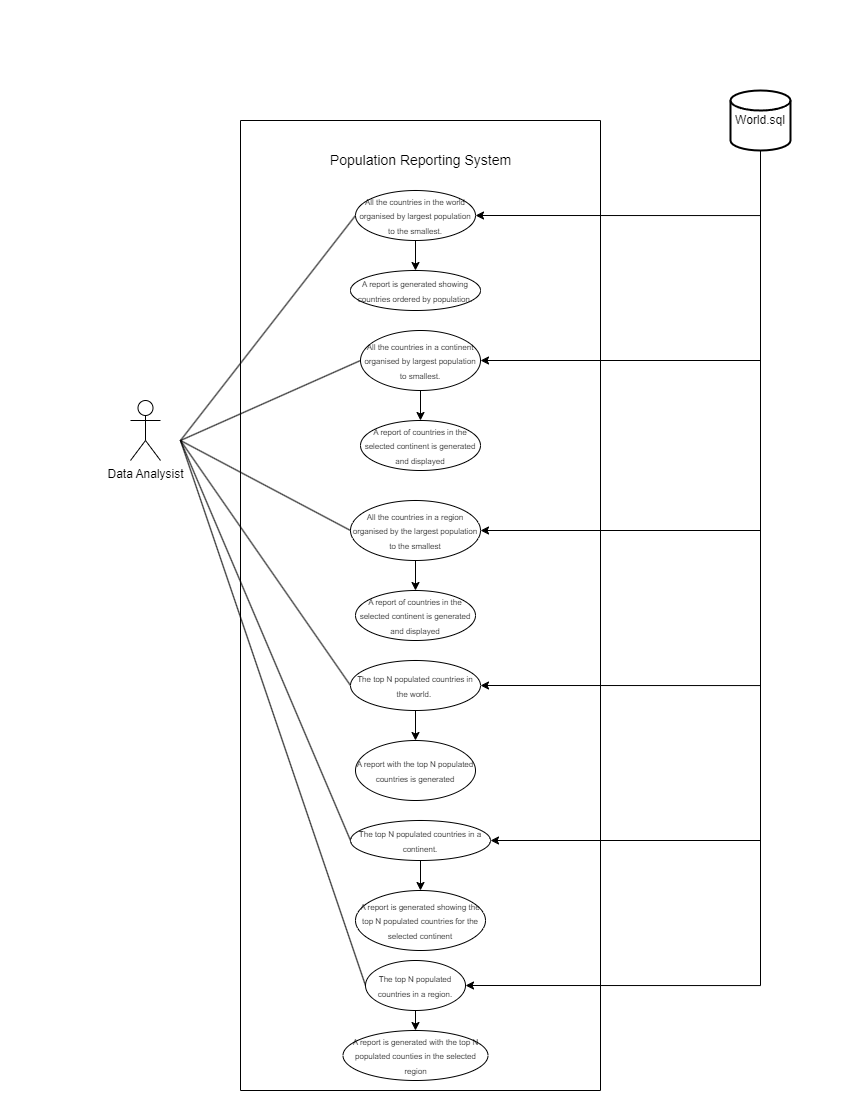 World.sql
Population Reporting System
All the countries in the world
organised by largest population
to the smallest.
A report is generated showing
countries ordered by population.
All the countries in a continent
organised by largest population
to smallest.
Data Analysist
A report of countries in the
selected continent is generated
and displayed
All the countries in a region
organised by the largest population
to the smallest
A report of countries in the
selected continent is generated
and displayed
The top N populated countries in
the world.
A report with the top N populated
countries is generated
The top N populated countries in a
continent.
A report is generated showing the
top N populated countries for the
selected continent
The top N populated
countries in a region.
A report is generated with the top N
populated counties in the selected
region